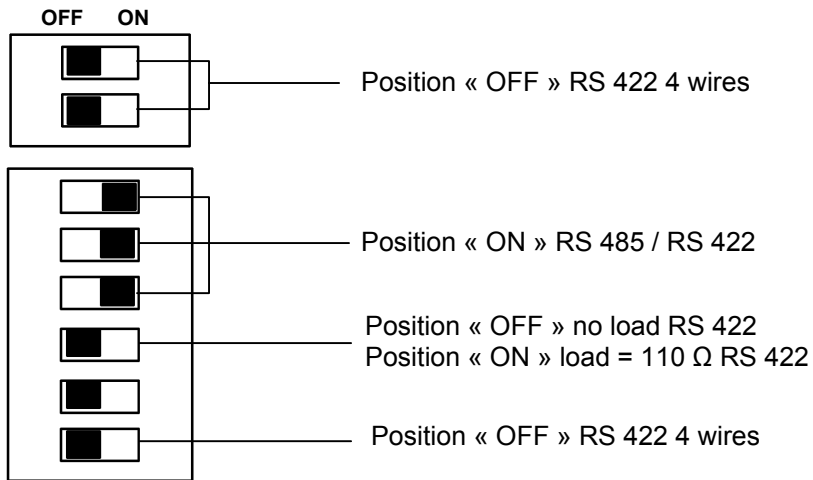 OFF ON
Position « OFF » RS 422 4 wires
Position « ON » RS 485 / RS 422
Position « OFF » no load RS 422
Position « ON » load = 110 Ω RS 422
Position « OFF » RS 422 4 wires